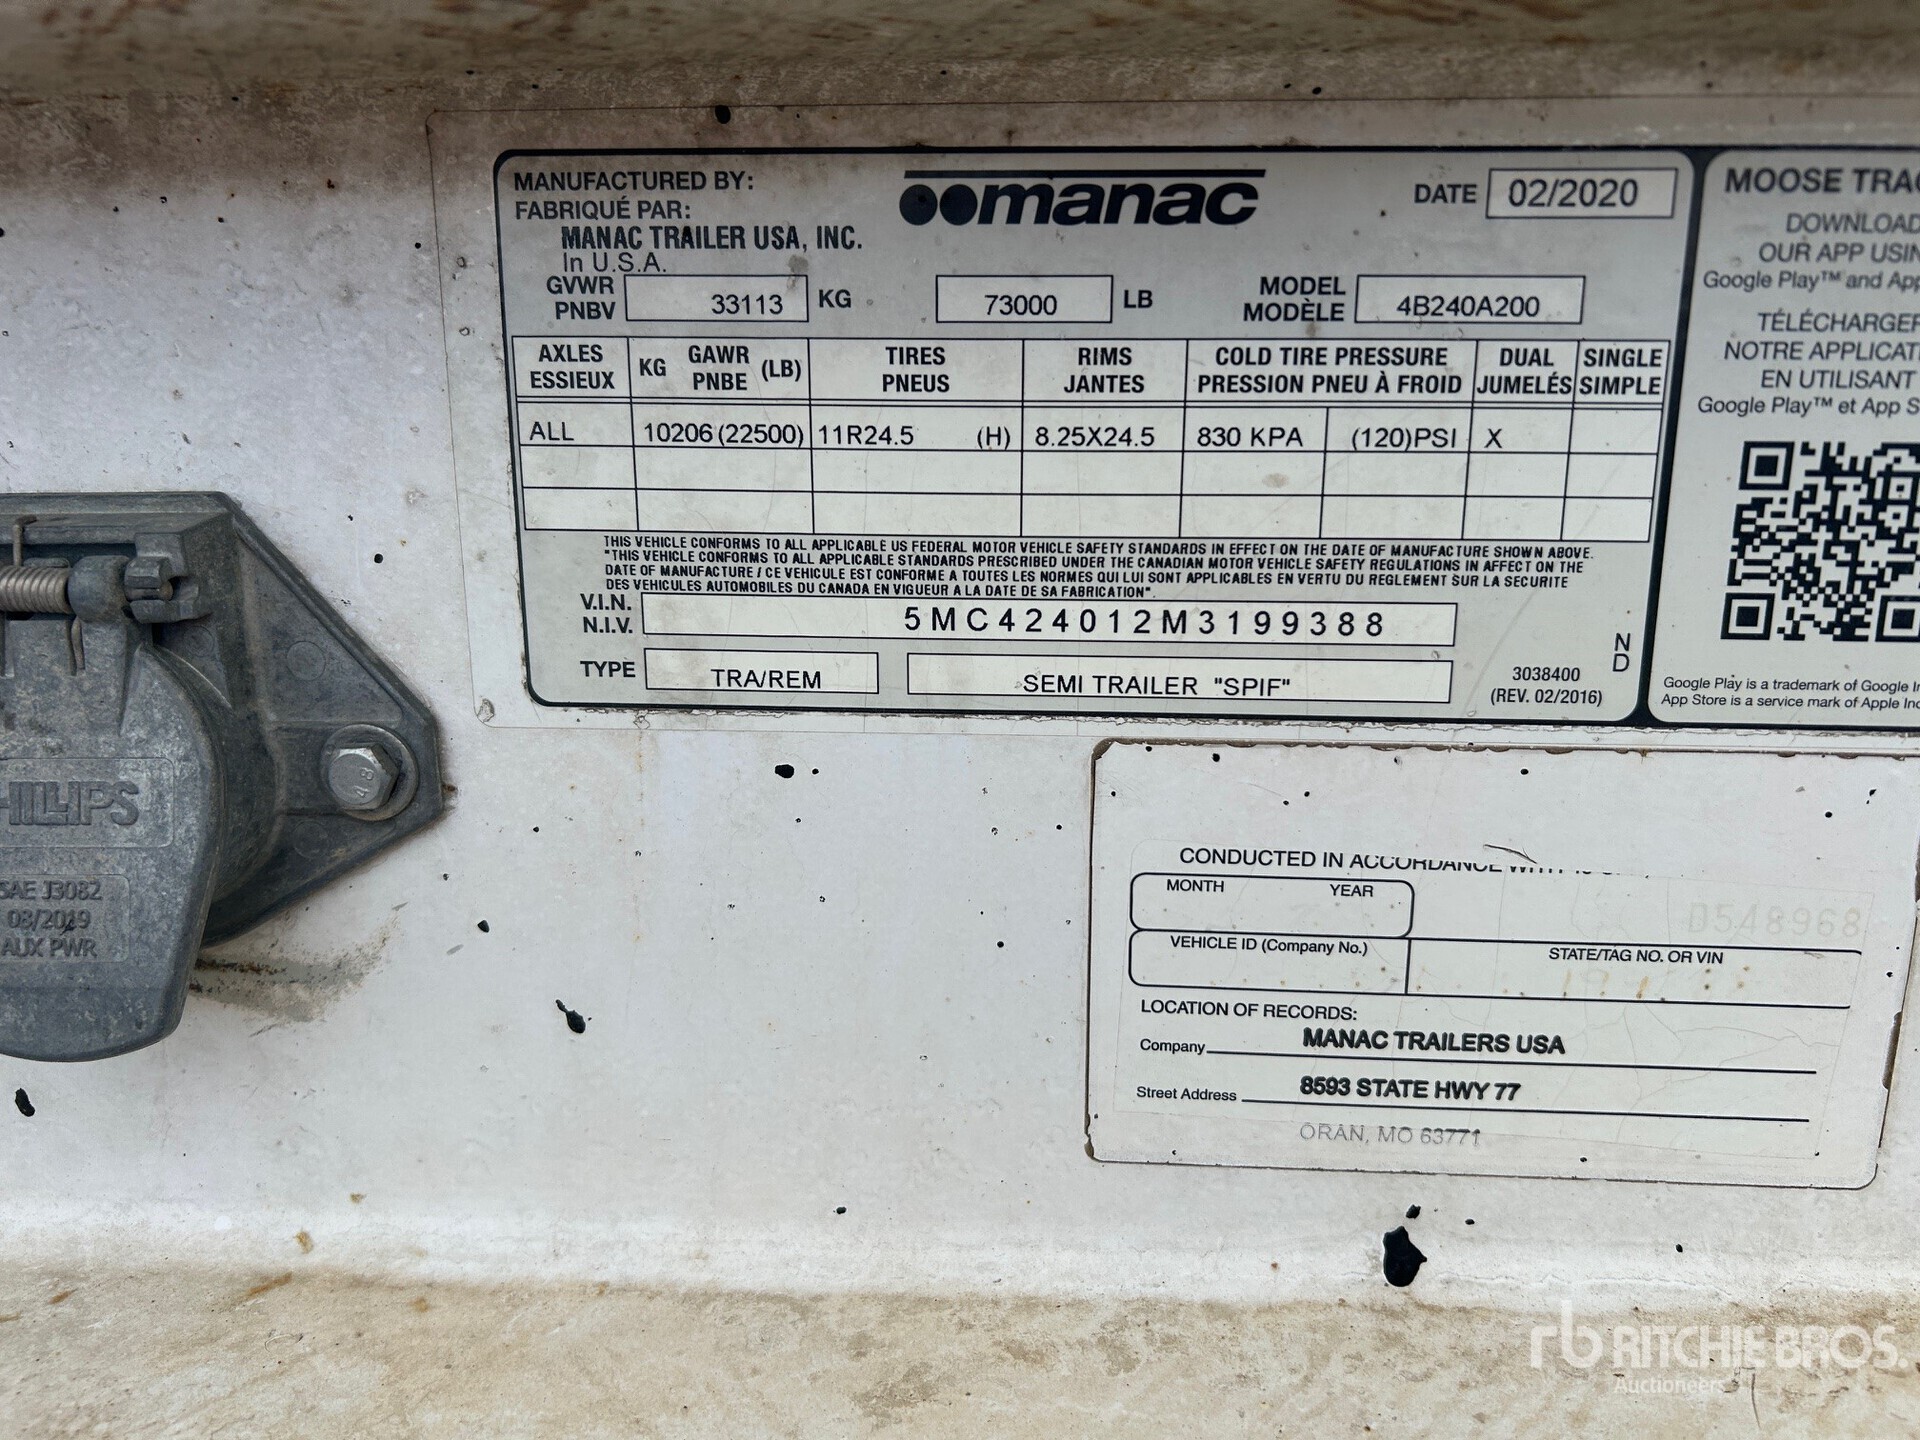 MANUFACTURED BY:
FABRIQUÉ PAR:
MANAC TRAILER USA, INC.
In U.S.A.
manac
DATE 02/2020
GVWR
PNBV
33113 KG 73000 LB
MODEL
MODÈLE
4B240A200
AXLES
ESSIEUX
KG GAWR (LB)
PNBE
TIRES
PNEUS
RIMS
JANTES
COLD TIRE PRESSURE
PRESSION PNEU À FROID
DUAL
JUMELÉS
SINGLE
SIMPLE
ALL 10206 (22500) 11R24.5 (H) 8.25X24.5 830 KPA (120)PSI X
THIS VEHICLE CONFORMS TO ALL APPLICABLE US FEDERAL MOTOR VEHICLE SAFETY STANDARDS IN EFFECT ON THE DATE OF MANUFACTURE SHOWN ABOVE.
"THIS VEHICLE CONFORMS TO ALL APPLICABLE STANDARDS PRESCRIBED UNDER THE CANADIAN MOTOR VEHICLE SAFETY REGULATIONS IN AFFECT ON THE
DATE OF MANUFACTURE / CE VEHICULE EST CONFORME A TOUTES LES NORMES QUI LUI SONT APPLICABLES EN VERTU DU REGLEMENT SUR LA SECURITE
DES VEHICULES AUTOMOBILES DU CANADA EN VIGUEUR A LA DATE DE SA FABRICATION".
V.I.N.
N.I.V.
5MC424012M3199388
TYPE TRA/REM SEMI TRAILER "SPIF"
3038400
(REV. 02/2016)
ND
MOOSE
DOWNLOAD
OUR APP
Google Play™ and
NOTRE
EN UTILISANT
Google Play™ et App
Google Play is a trademark of Google
App Store is a service mark of Apple
SAE J3082
08/2019
AUX PWR
4 8
CONDUCTED IN ACCORDANCE WITH
MONTH YEAR
D548968
VEHICLE ID (Company No.)
STATE/TAG NO. OR VIN
LOCATION OF RECORDS:
Company MANAC TRAILERS USA
Street Address 8593 STATE HWY 77
ORAN, MO 63771
rb RITCHIE BROS.
Auctioneers